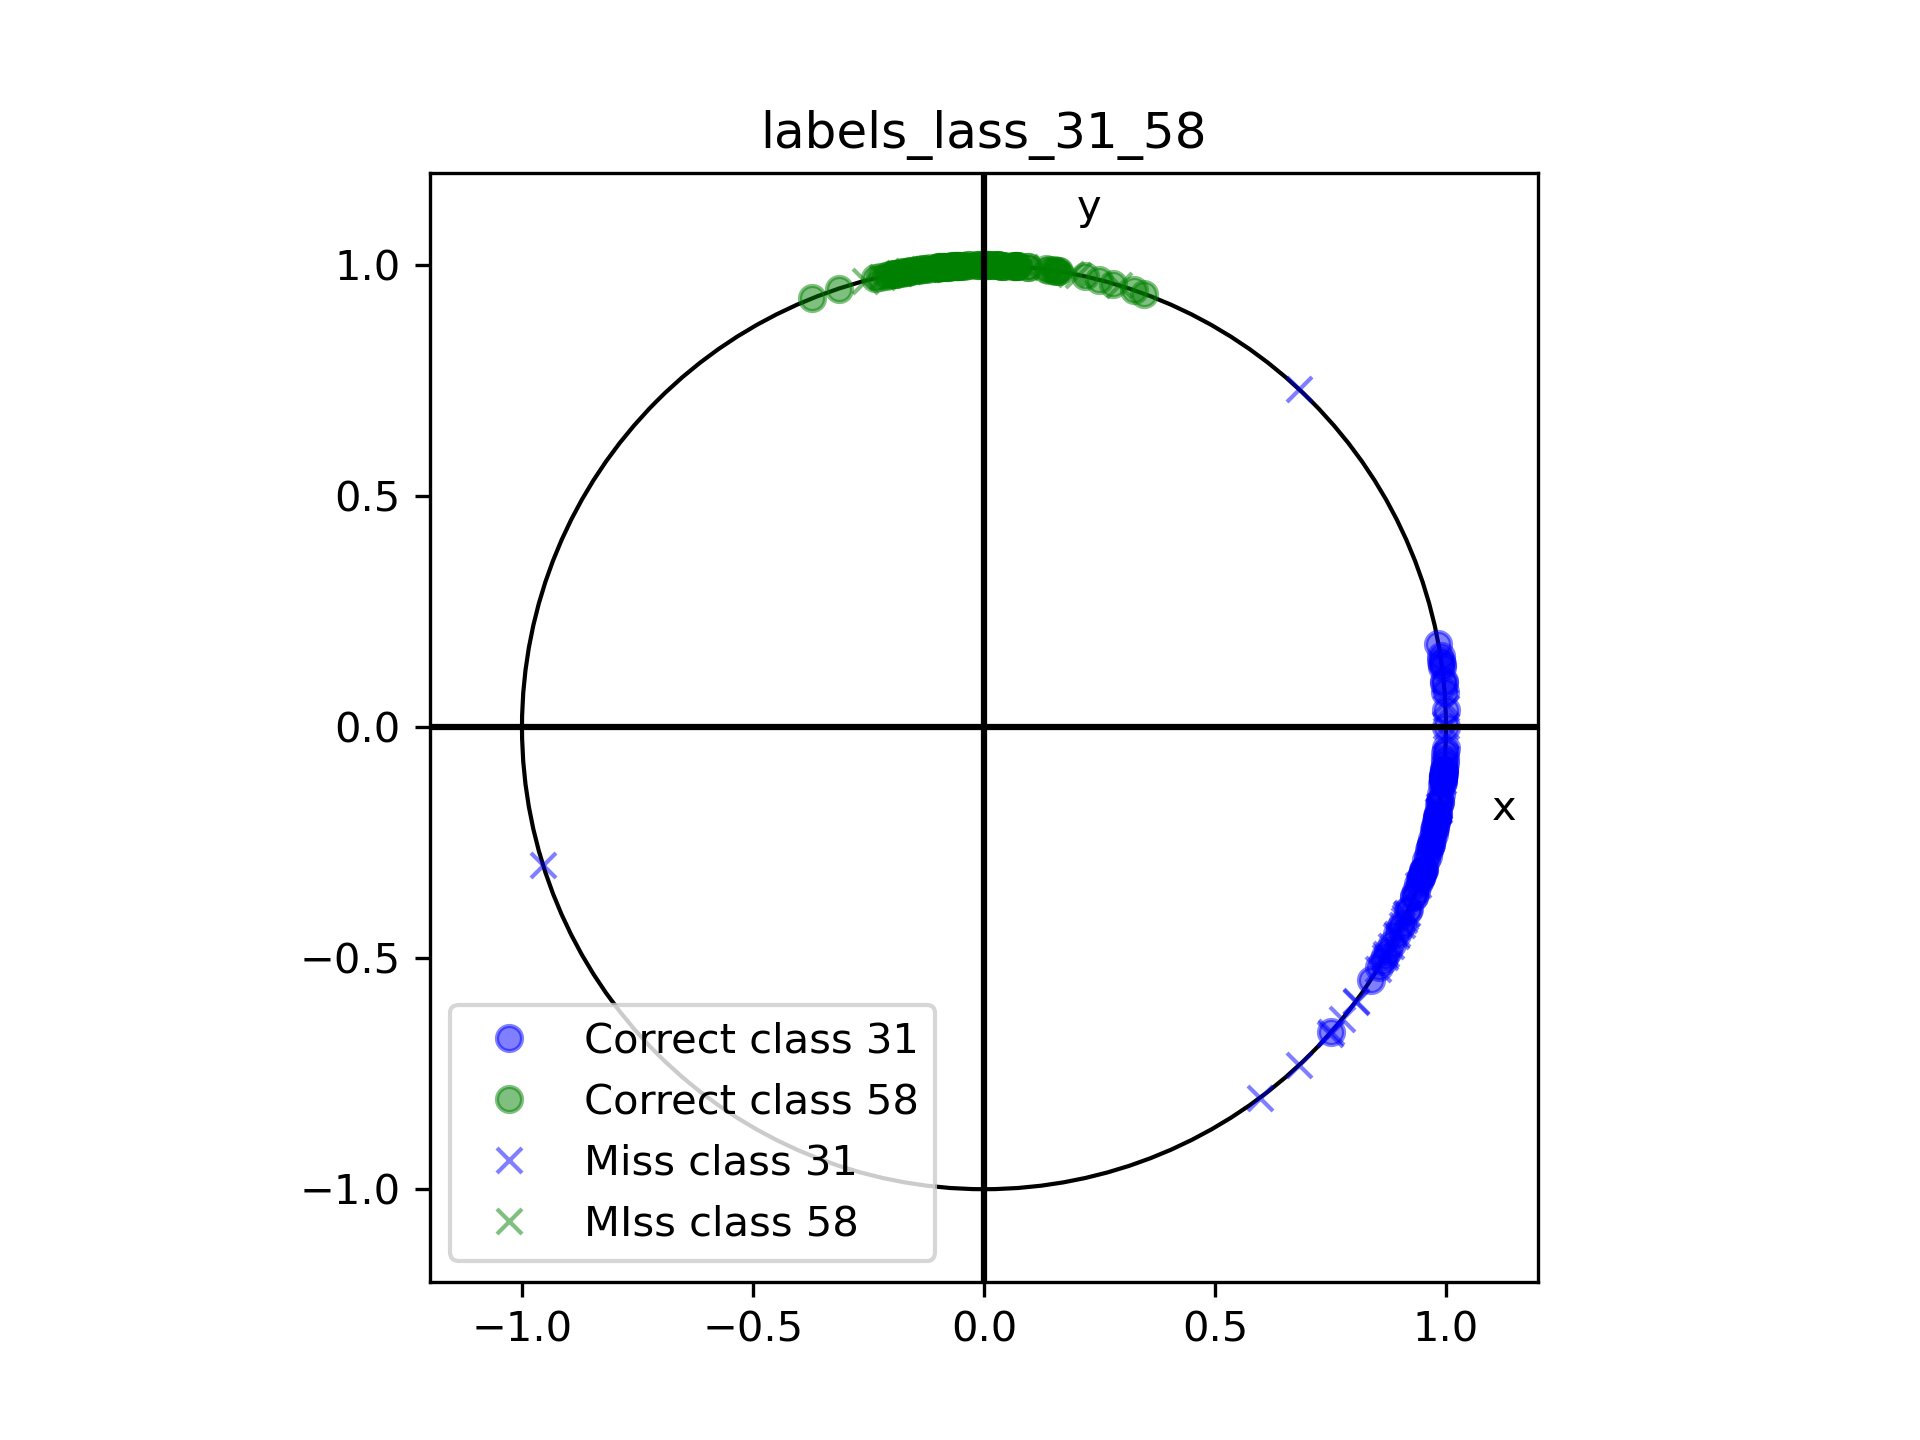 labels_lass_31_58
y
1.0
0.5
0.0
x
−0.5
−1.0
Correct class 31
Correct class 58
Miss class 31
MIss class 58
−1.0 −0.5 0.0 0.5 1.0